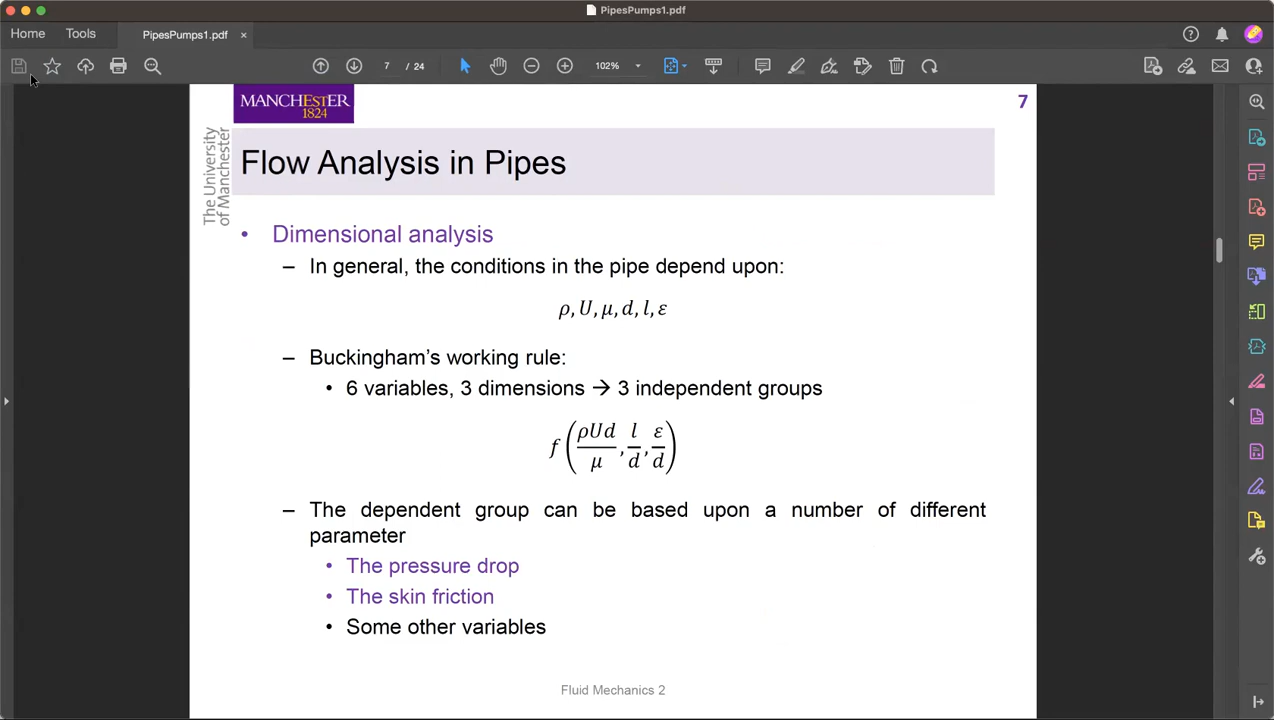 PipesPumps1.pdf
Home
Tools
PipesPumps1.pdf
7 / 24
102%
MANCHESTER
1824
The University
of Manchester
7
Flow Analysis in Pipes
• Dimensional analysis
– In general, the conditions in the pipe depend upon:
ρ, U, μ, d, l, ε
– Buckingham's working rule:
• 6 variables, 3 dimensions → 3 independent groups
f(ρUd/μ, l/d, ε/d)
– The dependent group can be based upon a number of different
parameter
• The pressure drop
• The skin friction
• Some other variables
Fluid Mechanics 2